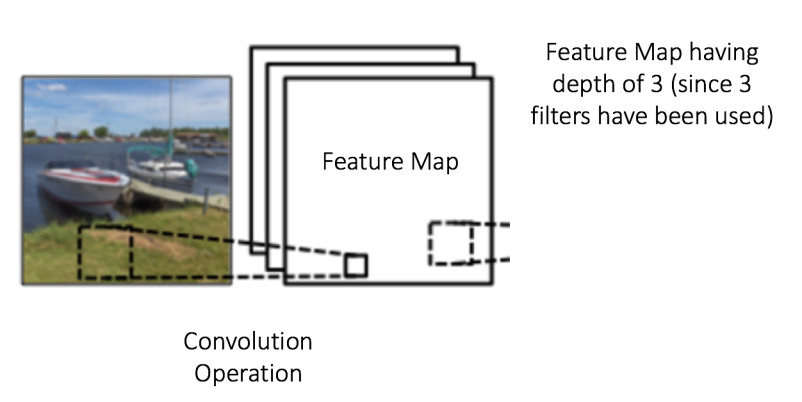 Feature Map having
depth of 3 (since 3
filters have been used)
Feature Map
Convolution
Operation